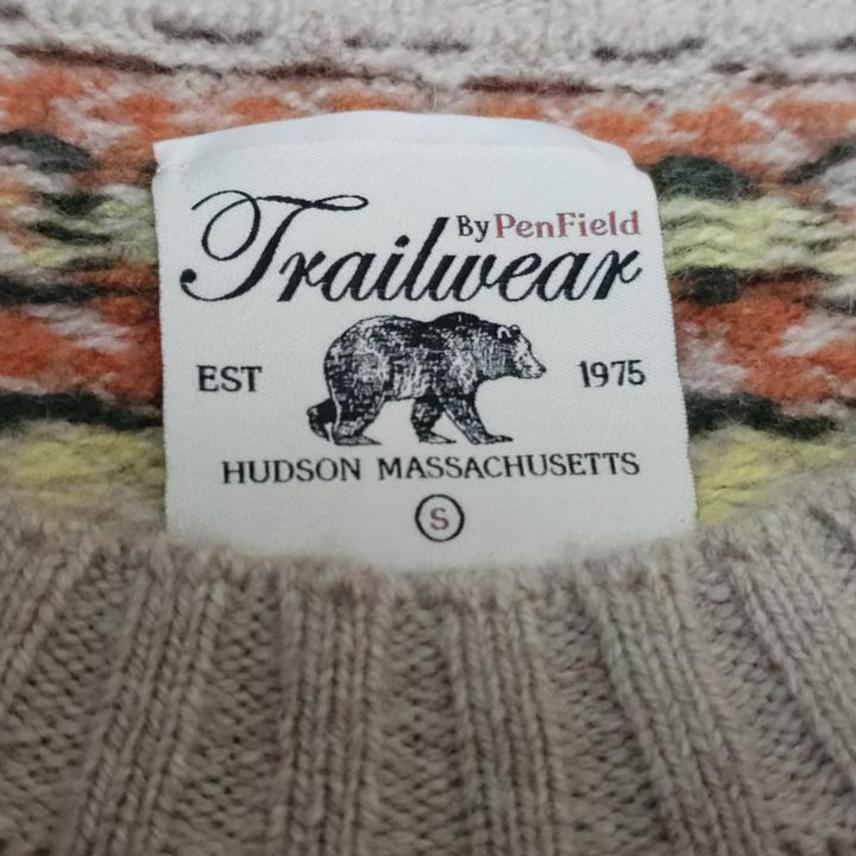 By PenField
Trailwear
EST 1975
HUDSON MASSACHUSETTS
S